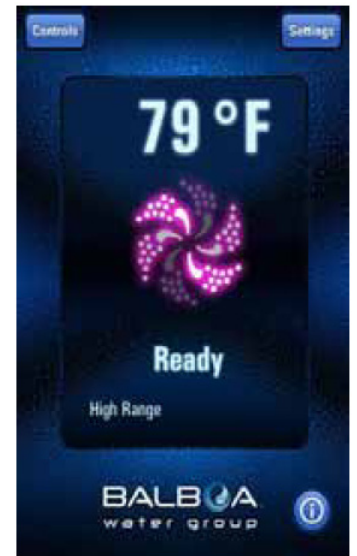 Controls
Settings
79 °F
Ready
High Range
BALBOA
water group